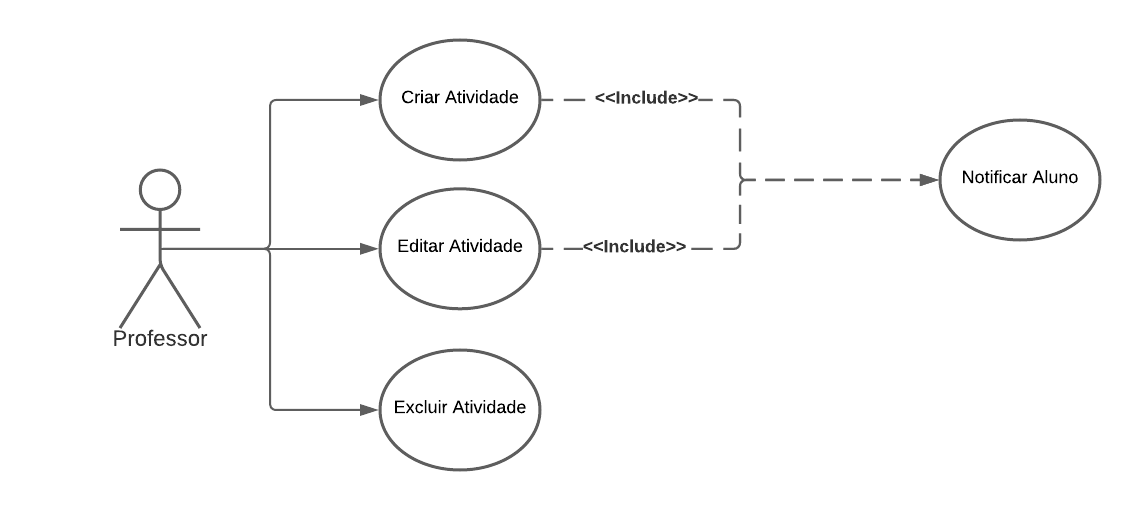 Criar Atividade
<<Include>>
Notificar Aluno
Editar Atividade
<<Include>>
Professor
Excluir Atividade